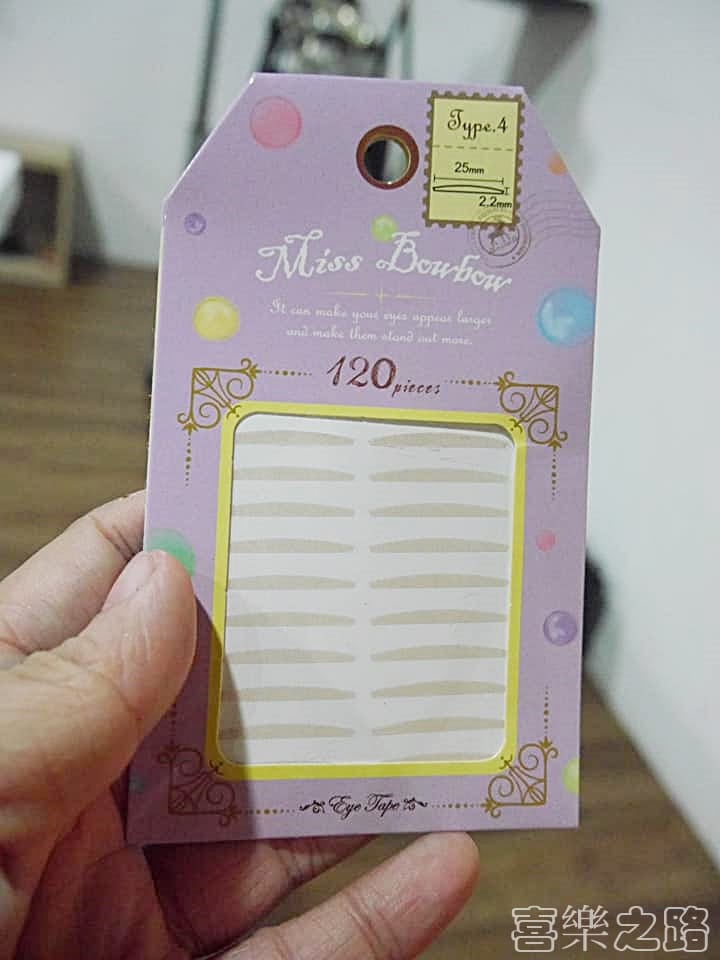 Type.4
25mm
2.2mm
Miss Bowbow
It can make your eyes appear larger
and make them stand out more.
120 pieces
Eye Tape
喜樂之路